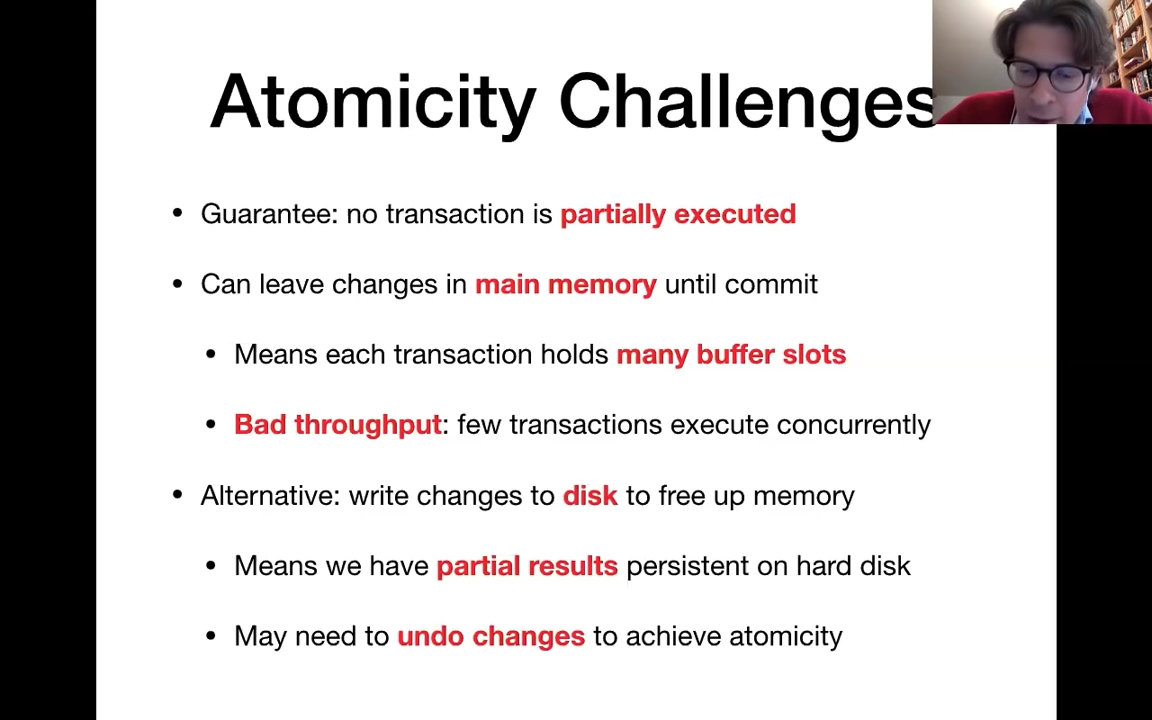 Atomicity Challenges
• Guarantee: no transaction is partially executed
• Can leave changes in main memory until commit
• Means each transaction holds many buffer slots
• Bad throughput: few transactions execute concurrently
• Alternative: write changes to disk to free up memory
• Means we have partial results persistent on hard disk
• May need to undo changes to achieve atomicity